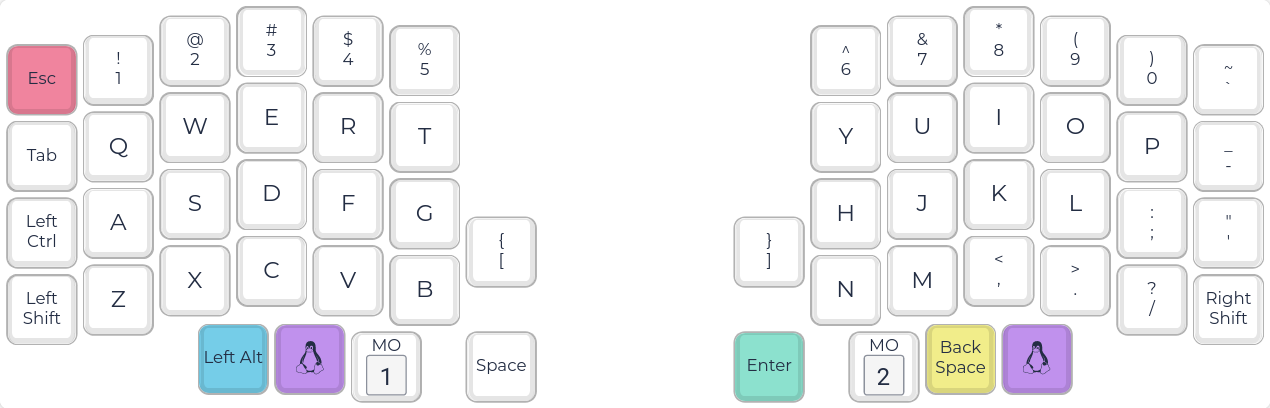 Esc
!
1
@
2
#
3
$
4
%
5
^
6
&
7
*
8
(
9
)
0
~
`
Tab
Q
W
E
R
T
Y
U
I
O
P
_
-
Left
Ctrl
A
S
D
F
G
{
[
}
]
H
J
K
L
:
;
"
'
Left
Shift
Z
X
C
V
B
N
M
<
,
>
.
?
/
Right
Shift
Left Alt
MO
1
Space
Enter
MO
2
Back
Space